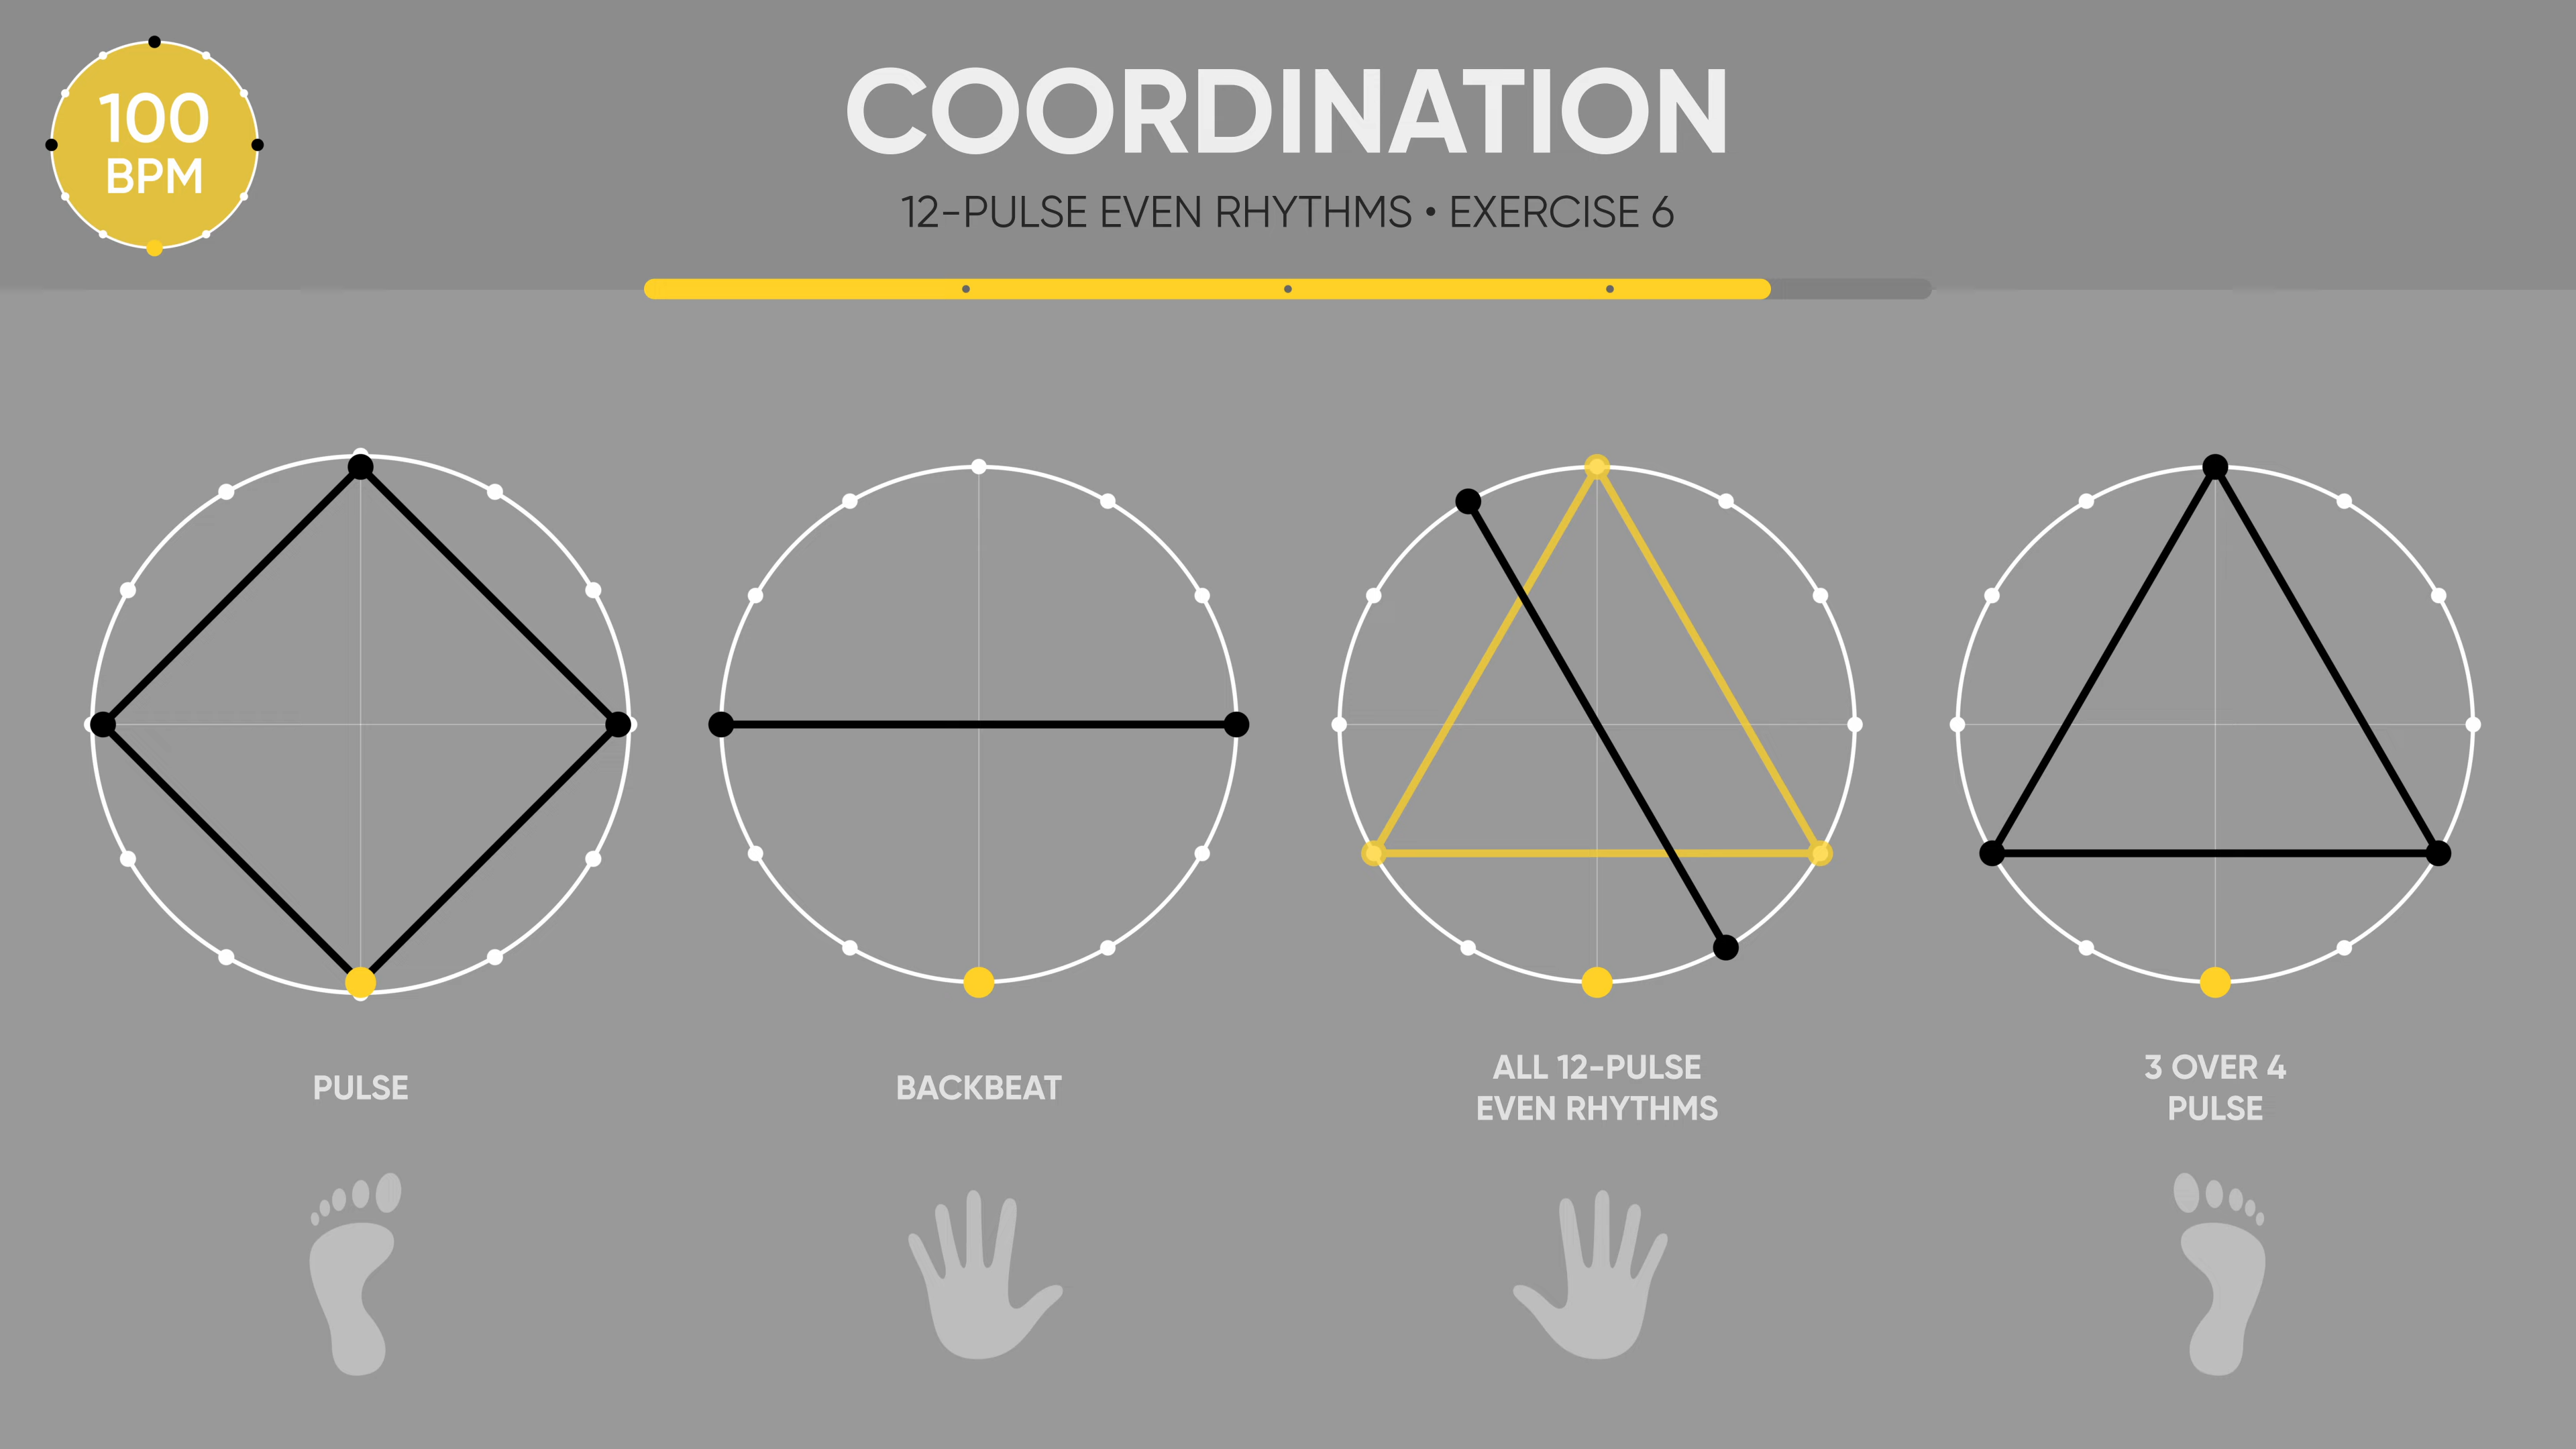 100
BPM
COORDINATION
12-PULSE EVEN RHYTHMS • EXERCISE 6
PULSE
BACKBEAT
ALL 12-PULSE
EVEN RHYTHMS
3 OVER 4
PULSE